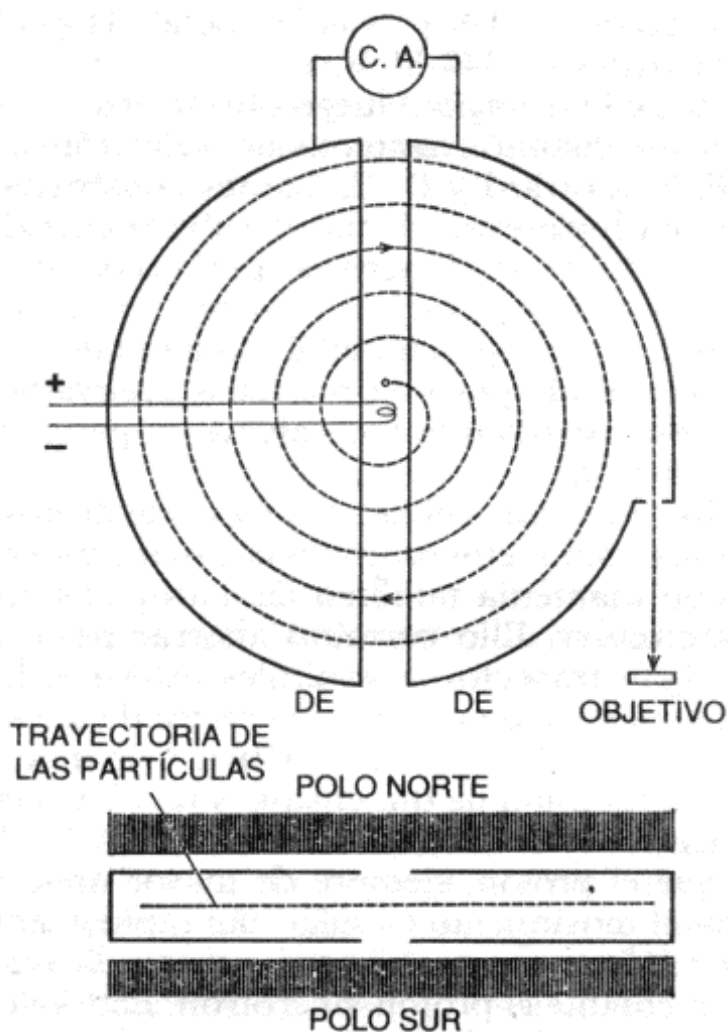 C. A.
+
−
DE
DE
OBJETIVO
TRAYECTORIA DE
LAS PARTÍCULAS
POLO NORTE
POLO SUR